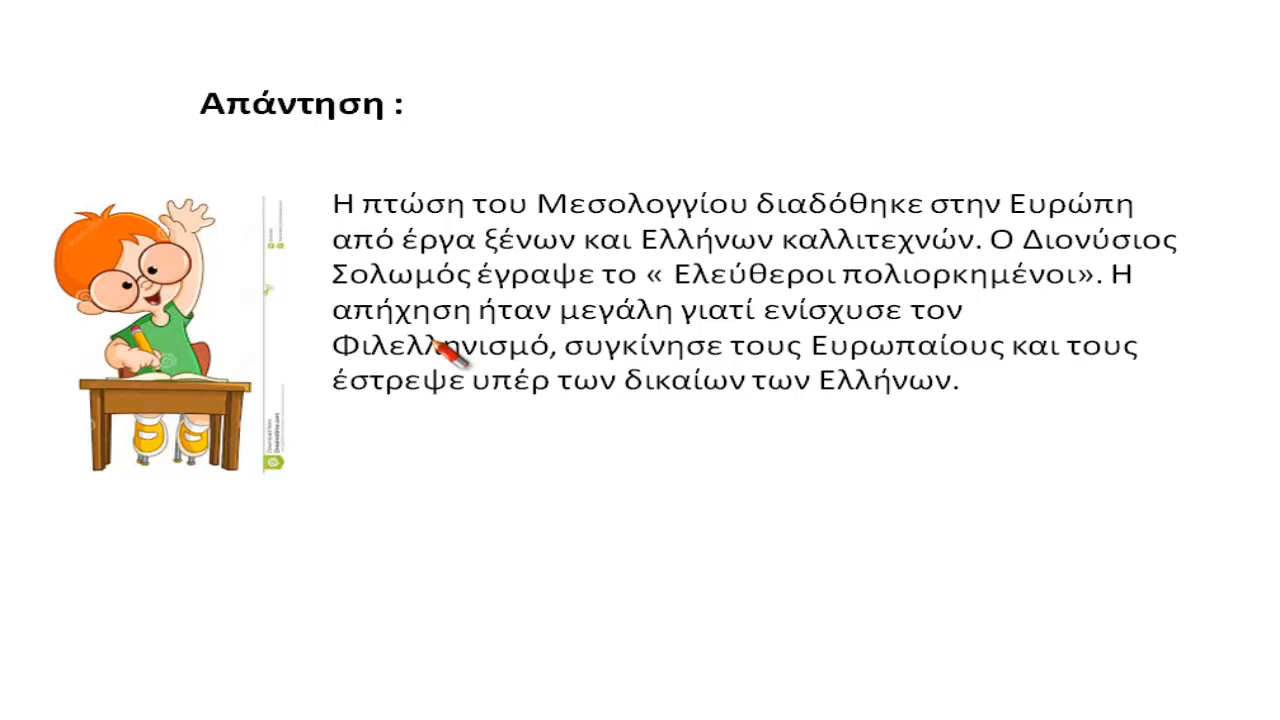 Απάντηση :
Η πτώση του Μεσολογγίου διαδόθηκε στην Ευρώπη
από έργα ξένων και Ελλήνων καλλιτεχνών. Ο Διονύσιος
Σολωμός έγραψε το « Ελεύθεροι πολιορκημένοι». Η
απήχηση ήταν μεγάλη γιατί ενίσχυσε τον
Φιλελληνισμό, συγκίνησε τους Ευρωπαίους και τους
έστρεψε υπέρ των δικαίων των Ελλήνων.